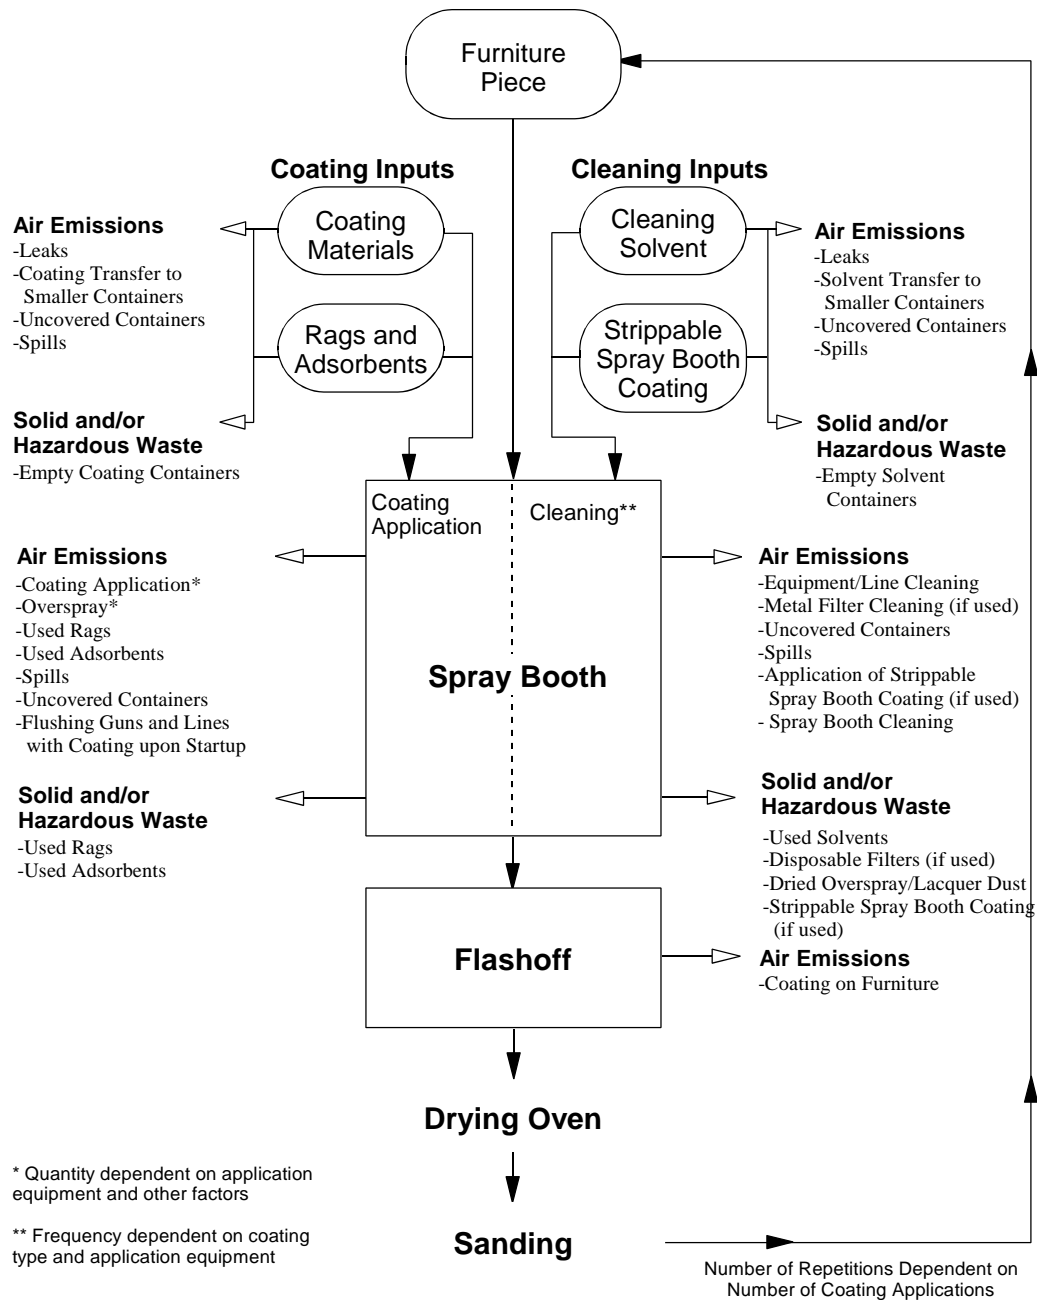 Furniture
Piece
Coating Inputs
Cleaning Inputs
Air Emissions
-Leaks
-Coating Transfer to
Smaller Containers
-Uncovered Containers
-Spills
Coating
Materials
Cleaning
Solvent
Air Emissions
-Leaks
-Solvent Transfer to
Smaller Containers
-Uncovered Containers
-Spills
Rags and
Adsorbents
Strippable
Spray Booth
Coating
Solid and/or
Hazardous Waste
-Empty Coating Containers
Solid and/or
Hazardous Waste
-Empty Solvent
Containers
Coating
Application
Cleaning**
Air Emissions
-Coating Application*
-Overspray*
-Used Rags
-Used Adsorbents
-Spills
-Uncovered Containers
-Flushing Guns and Lines
with Coating upon Startup
Spray Booth
Air Emissions
-Equipment/Line Cleaning
-Metal Filter Cleaning (if used)
-Uncovered Containers
-Spills
-Application of Strippable
Spray Booth Coating (if used)
- Spray Booth Cleaning
Solid and/or
Hazardous Waste
-Used Rags
-Used Adsorbents
Solid and/or
Hazardous Waste
-Used Solvents
-Disposable Filters (if used)
-Dried Overspray/Lacquer Dust
-Strippable Spray Booth Coating
(if used)
Flashoff
Air Emissions
-Coating on Furniture
Drying Oven
* Quantity dependent on application
equipment and other factors
** Frequency dependent on coating
type and application equipment
Sanding
Number of Repetitions Dependent on
Number of Coating Applications